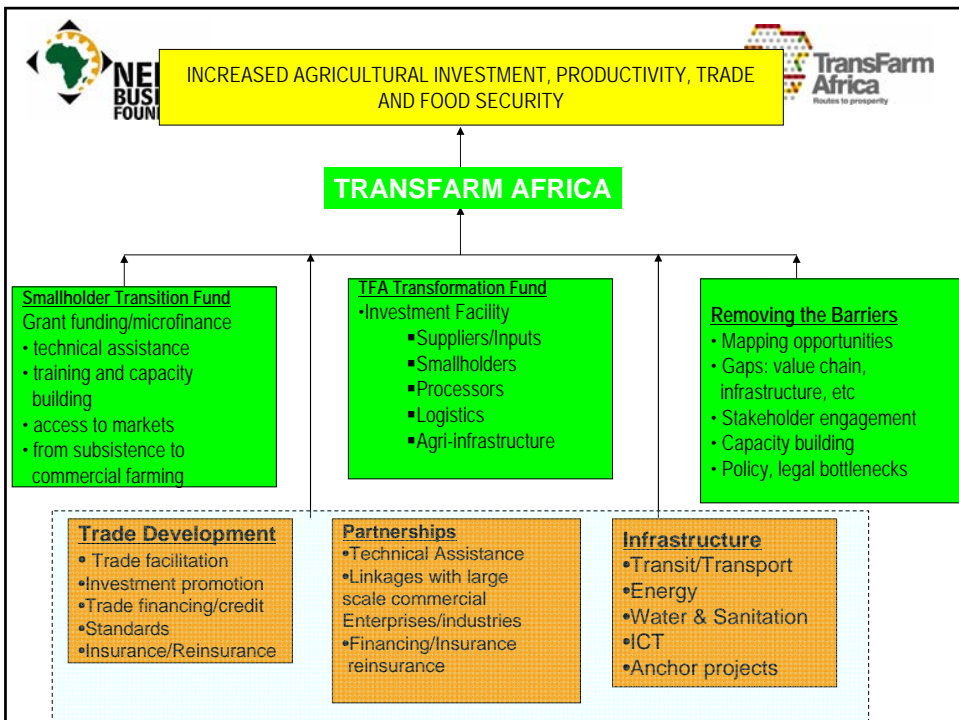 BUSIN
FOUN
INCREASED AGRICULTURAL INVESTMENT, PRODUCTIVITY, TRADE
AND FOOD SECURITY
TransFarm
Africa
Routes to prosperity
TRANSFARM AFRICA
Smallholder Transition Fund
Grant funding/microfinance
• technical assistance
• training and capacity
building
• access to markets
• from subsistence to
commercial farming
TFA Transformation Fund
•Investment Facility
▪Suppliers/Inputs
▪Smallholders
▪Processors
▪Logistics
▪Agri-infrastructure
Removing the Barriers
• Mapping opportunities
• Gaps: value chain,
infrastructure, etc
• Stakeholder engagement
• Capacity building
• Policy, legal bottlenecks
Trade Development
• Trade facilitation
•Investment promotion
•Trade financing/credit
•Standards
•Insurance/Reinsurance
Partnerships
•Technical Assistance
•Linkages with large
scale commercial
Enterprises/industries
•Financing/Insurance
reinsurance
Infrastructure
•Transit/Transport
•Energy
•Water & Sanitation
•ICT
•Anchor projects